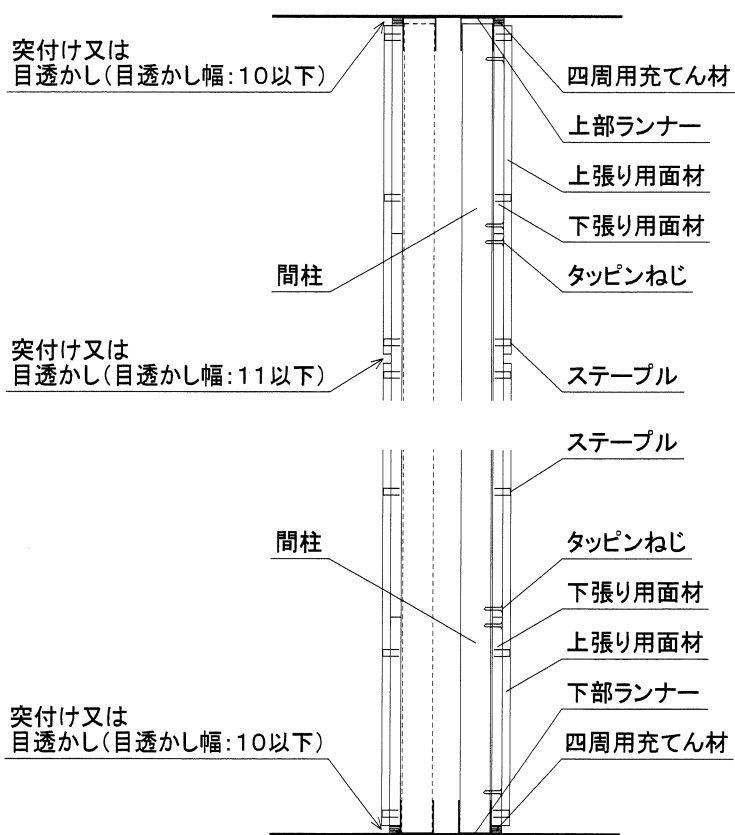 突付け又は
目透かし(目透かし幅:10以下)
四周用充てん材
上部ランナー
上張り用面材
下張り用面材
間柱
タッピンねじ
突付け又は
目透かし(目透かし幅:11以下)
ステープル
ステープル
間柱
タッピンねじ
下張り用面材
上張り用面材
下部ランナー
突付け又は
目透かし(目透かし幅:10以下)
四周用充てん材